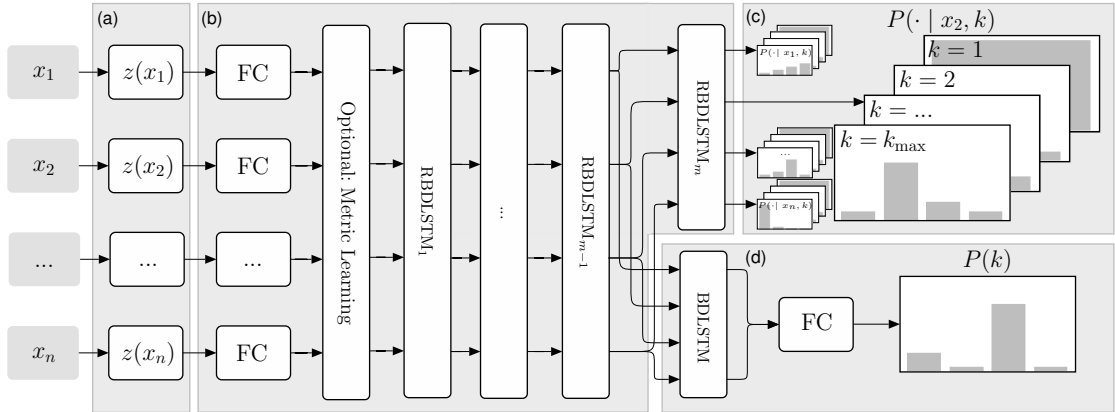 (a)
(b)
(c)
(d)
x₁
x₂
...
xₙ
z(x₁)
z(x₂)
...
z(xₙ)
FC
FC
...
FC
Optional: Metric Learning
RBDLSTM₁
...
RBDLSTMₘ₋₁
RBDLSTMₘ
BDLSTM
FC
P(· | x₁, k)
...
P(· | xₙ, k)
P(· | x₂, k)
k = 1
k = 2
k = ...
k = k_max
P(k)